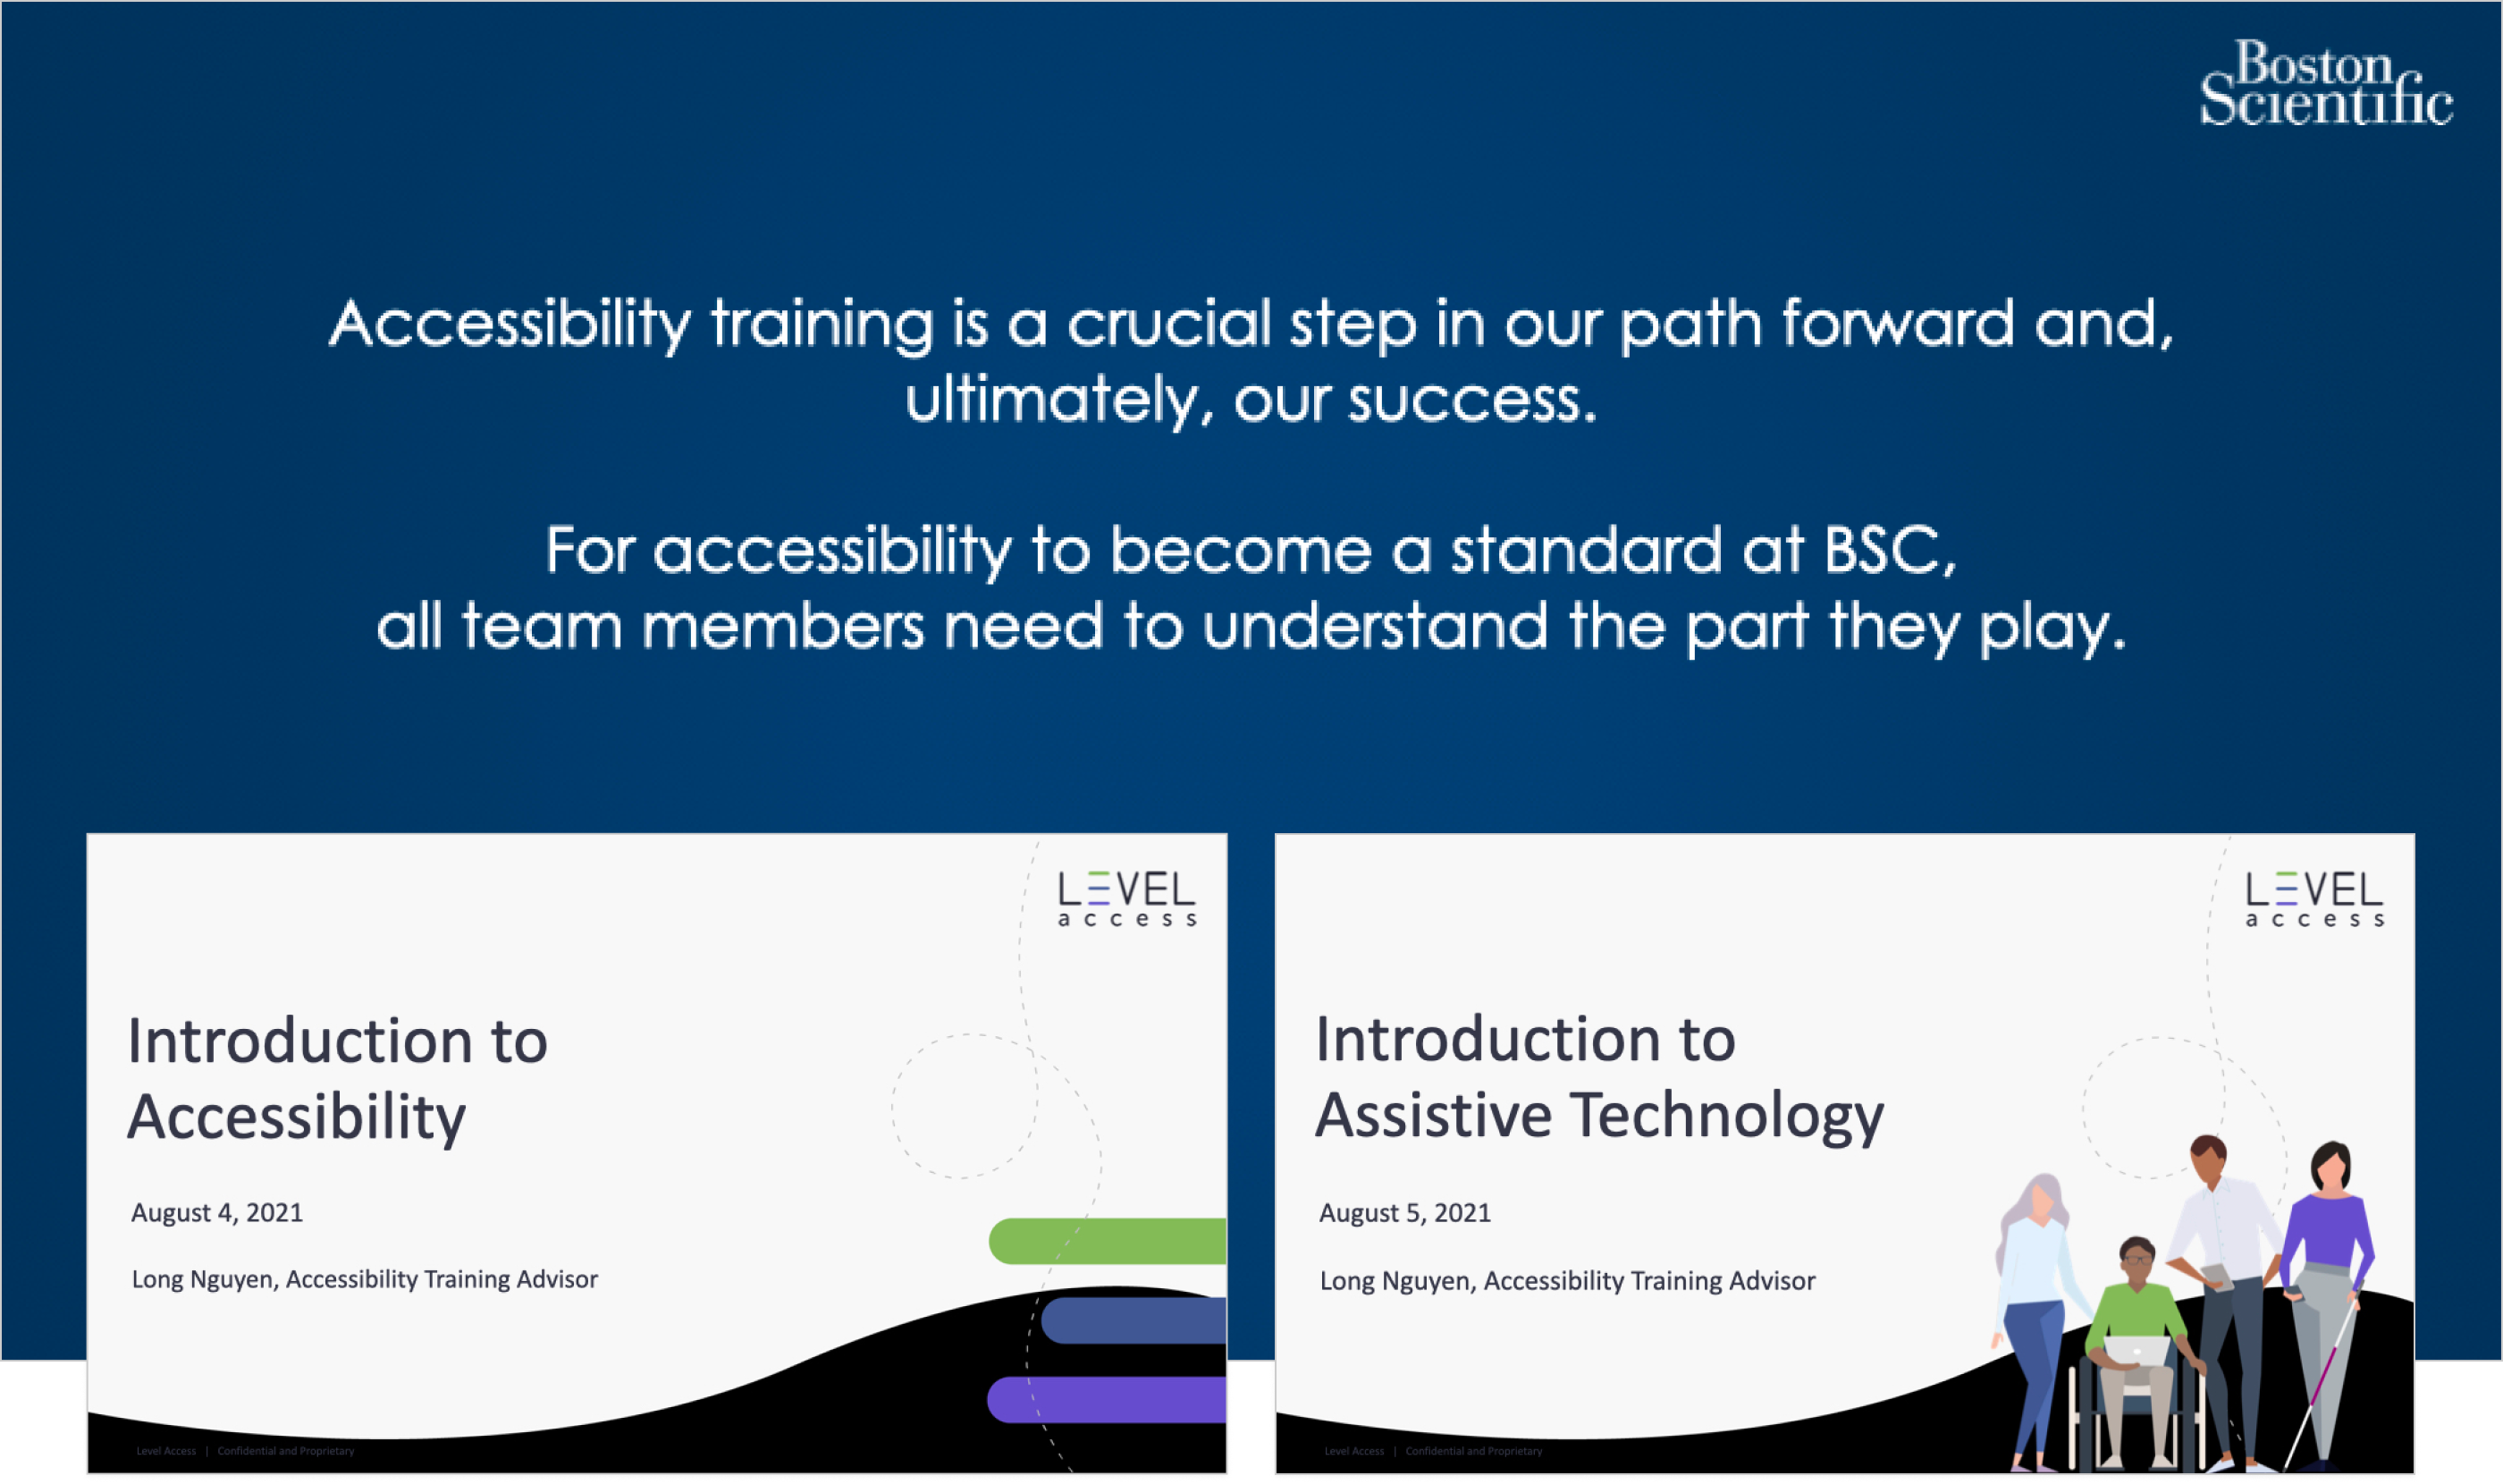 Boston
Scientific
Accessibility training is a crucial step in our path forward and,
ultimately, our success.
For accessibility to become a standard at BSC,
all team members need to understand the part they play.
LEVEL
access
Introduction to
Accessibility
August 4, 2021
Long Nguyen, Accessibility Training Advisor
Level Access | Confidential and Proprietary
LEVEL
access
Introduction to
Assistive Technology
August 5, 2021
Long Nguyen, Accessibility Training Advisor
Level Access | Confidential and Proprietary